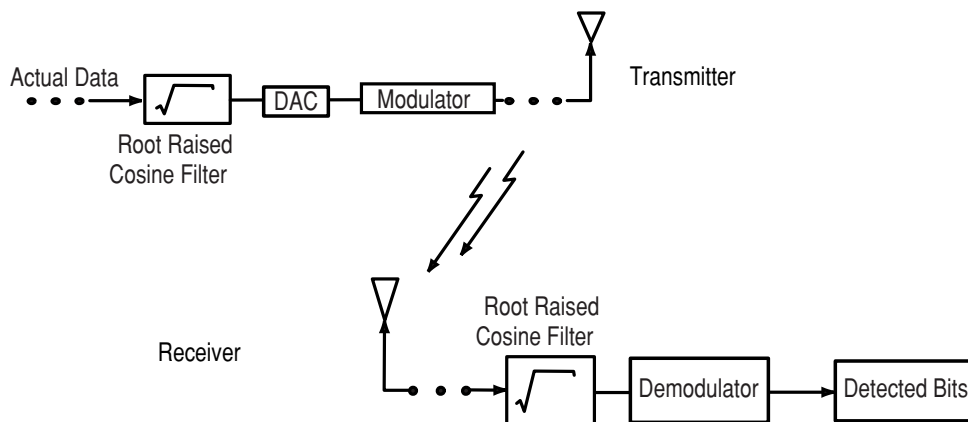 Actual Data
DAC
Modulator
Transmitter
Root Raised
Cosine Filter
Root Raised
Cosine Filter
Receiver
Demodulator
Detected Bits